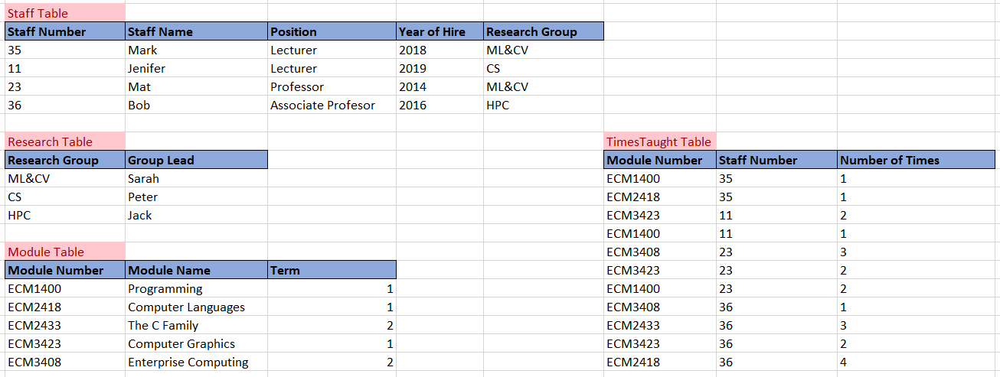 Staff Table
Staff Number Staff Name Position Year of Hire Research Group
35 Mark Lecturer 2018 ML&CV
11 Jenifer Lecturer 2019 CS
23 Mat Professor 2014 ML&CV
36 Bob Associate Profesor 2016 HPC
Research Table
Research Group Group Lead
ML&CV Sarah
CS Peter
HPC Jack
Module Table
Module Number Module Name Term
ECM1400 Programming 1
ECM2418 Computer Languages 1
ECM2433 The C Family 2
ECM3423 Computer Graphics 1
ECM3408 Enterprise Computing 2
TimesTaught Table
Module Number Staff Number Number of Times
ECM1400 35 1
ECM2418 35 1
ECM3423 11 2
ECM1400 11 1
ECM3408 23 3
ECM3423 23 2
ECM1400 23 2
ECM3408 36 1
ECM2433 36 3
ECM3423 36 2
ECM2418 36 4